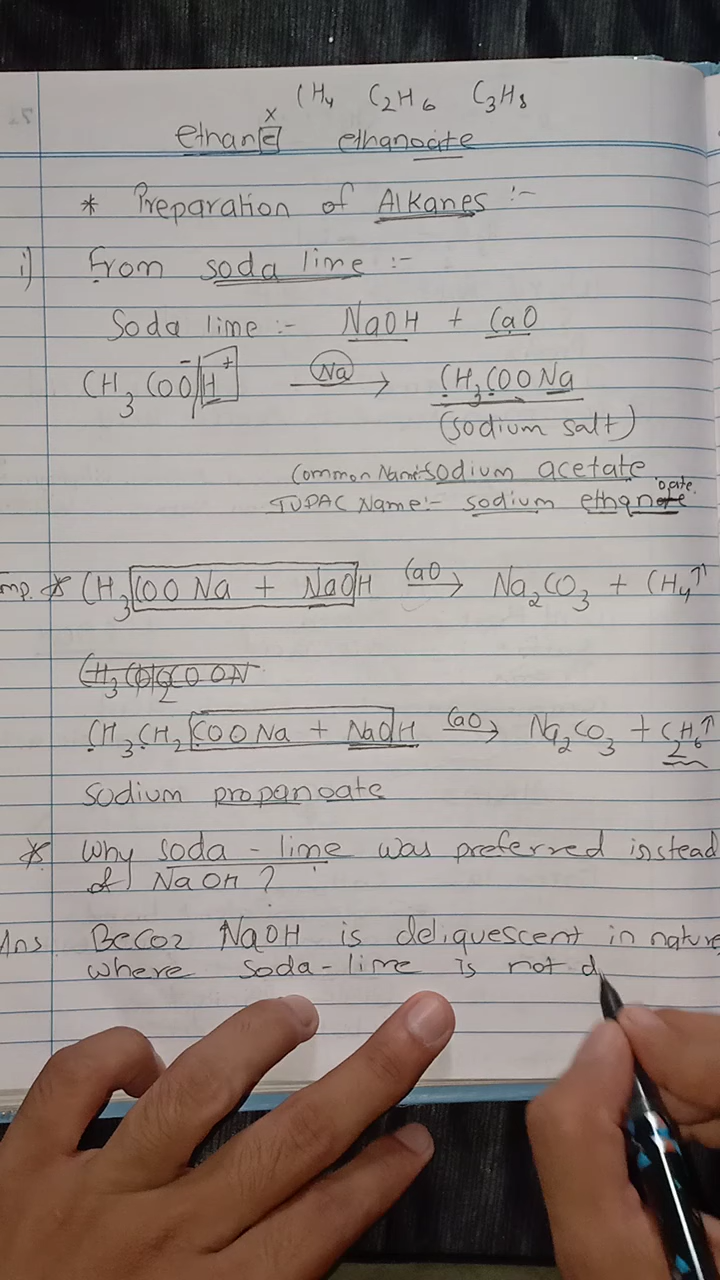 CH4 C2H6 C3H8
x
ethane ethanoate
* Preparation of Alkanes :-
i) From soda lime :-
Soda lime :- NaOH + CaO
CH3COO⁻ H⁺ Na → CH3COONa
(sodium salt)
Common Name:- sodium acetate
IUPAC Name:- sodium ethanoate
Imp. * CH3COONa + NaOH CaO → Na2CO3 + CH4↑
CH3CH2COONa + NaOH CaO → Na2CO3 + C2H6↑
sodium propanoate
* Why soda-lime was preferred instead
of NaOH ?
Ans Becoz NaOH is deliquescent in nature
where soda-lime is not d